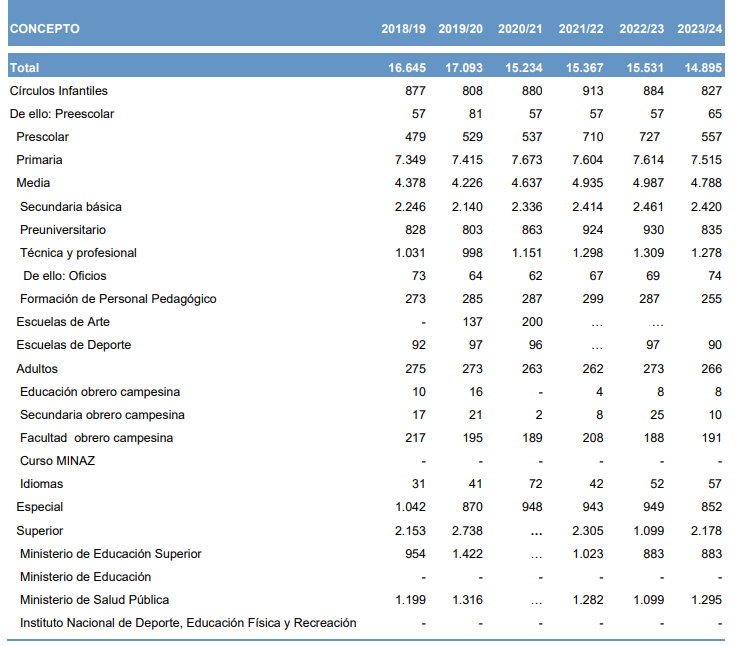 CONCEPTO 2018/19 2019/20 2020/21 2021/22 2022/23 2023/24
Total 16.645 17.093 15.234 15.367 15.531 14.895
Círculos Infantiles 877 808 880 913 884 827
De ello: Preescolar 57 81 57 57 57 65
Prescolar 479 529 537 710 727 557
Primaria 7.349 7.415 7.673 7.604 7.614 7.515
Media 4.378 4.226 4.637 4.935 4.987 4.788
Secundaria básica 2.246 2.140 2.336 2.414 2.461 2.420
Preuniversitario 828 803 863 924 930 835
Técnica y profesional 1.031 998 1.151 1.298 1.309 1.278
De ello: Oficios 73 64 62 67 69 74
Formación de Personal Pedagógico 273 285 287 299 287 255
Escuelas de Arte - 137 200 … …
Escuelas de Deporte 92 97 96 … 97 90
Adultos 275 273 263 262 273 266
Educación obrero campesina 10 16 - 4 8 8
Secundaria obrero campesina 17 21 2 8 25 10
Facultad obrero campesina 217 195 189 208 188 191
Curso MINAZ - - - - - -
Idiomas 31 41 72 42 52 57
Especial 1.042 870 948 943 949 852
Superior 2.153 2.738 … 2.305 1.099 2.178
Ministerio de Educación Superior 954 1.422 … 1.023 883 883
Ministerio de Educación - - - - - -
Ministerio de Salud Pública 1.199 1.316 … 1.282 1.099 1.295
Instituto Nacional de Deporte, Educación Física y Recreación - - - - - -